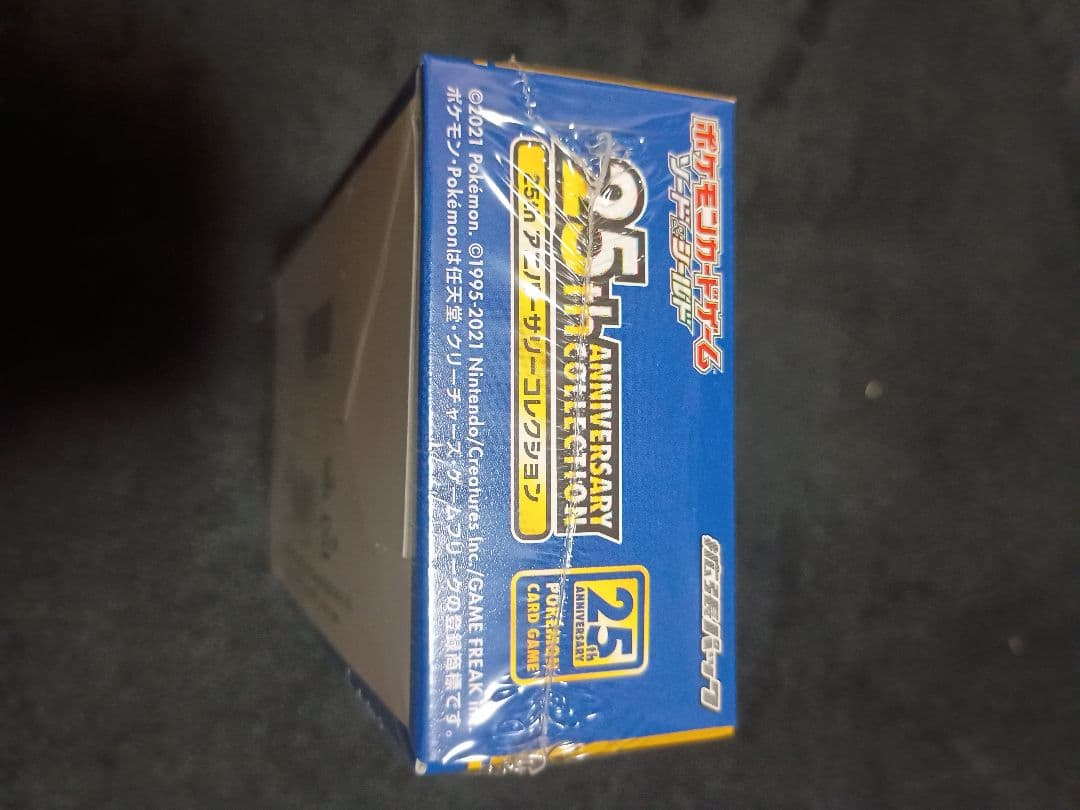 ポケモンカードゲーム
ソード&シールド
拡張パック
25th
ANNIVERSARY
COLLECTION
25th アニバーサリーコレクション
25th
ANNIVERSARY
POKÉMON
CARD GAME
©2021 Pokémon. ©1995-2021 Nintendo/Creatures Inc./GAME FREAK inc.
ポケモン・Pokémonは任天堂・クリーチャーズ・ゲームフリークの登録商標です。